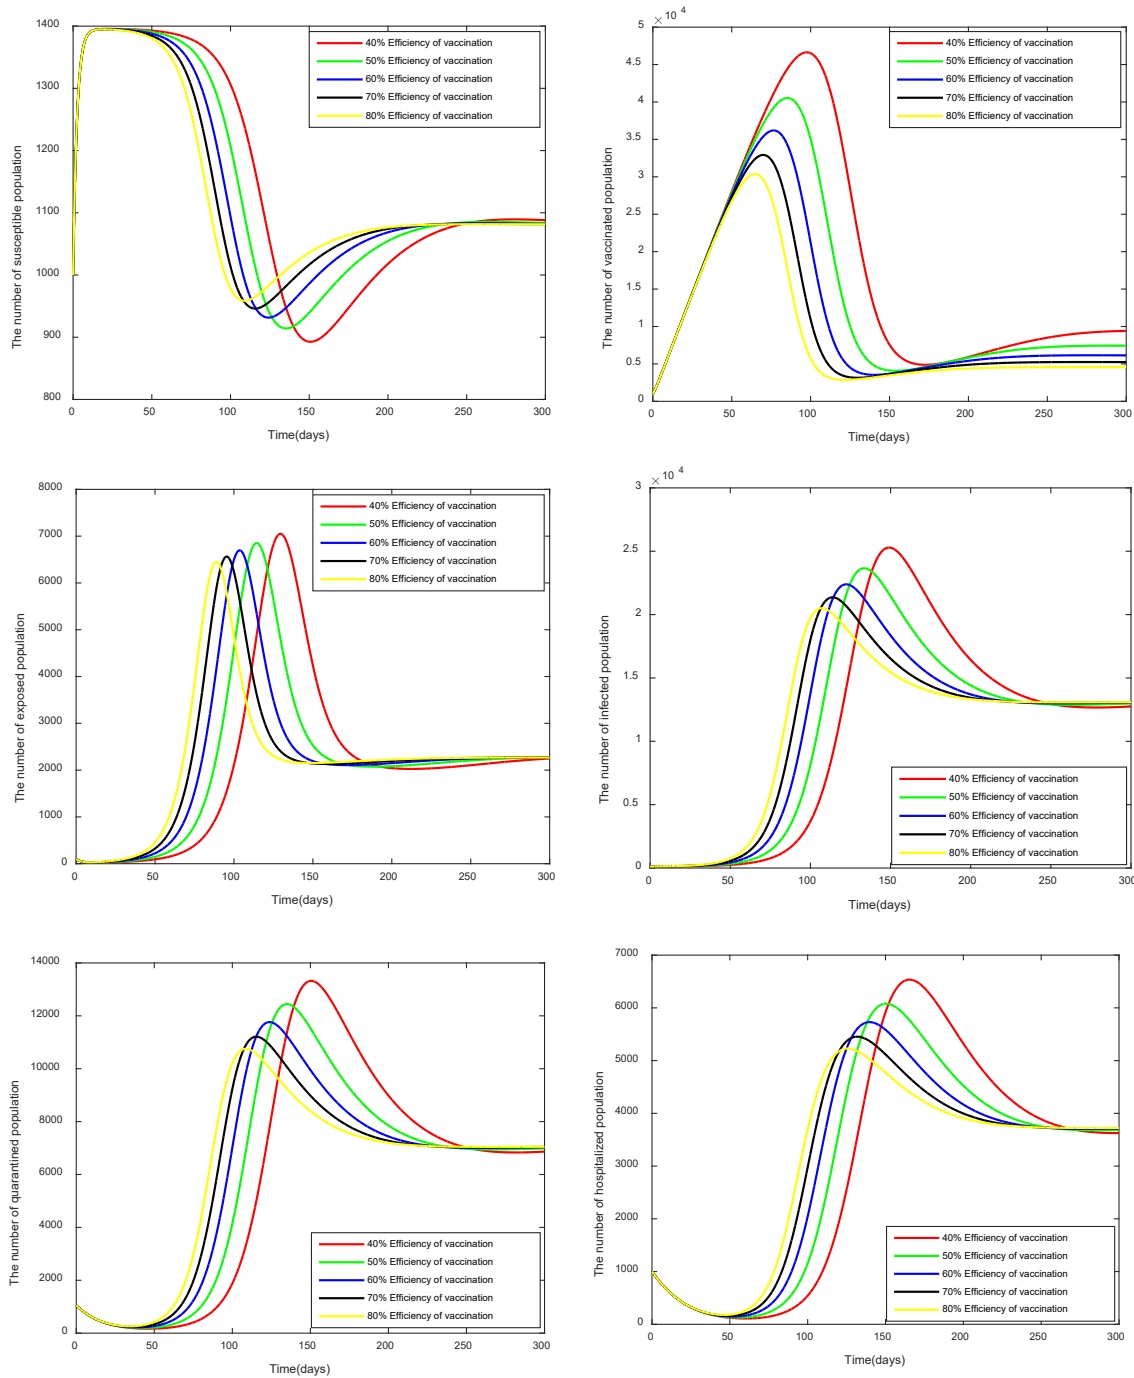 1400
1300
1200
1100
1000
900
800
The number of susceptible population
0 50 100 150 200 250 300
Time(days)
40% Efficiency of vaccination
50% Efficiency of vaccination
60% Efficiency of vaccination
70% Efficiency of vaccination
80% Efficiency of vaccination
× 10 4
5
4.5
4
3.5
3
2.5
2
1.5
1
0.5
0
The number of vaccinated population
0 50 100 150 200 250 300
Time(days)
40% Efficiency of vaccination
50% Efficiency of vaccination
60% Efficiency of vaccination
70% Efficiency of vaccination
80% Efficiency of vaccination
8000
7000
6000
5000
4000
3000
2000
1000
0
The number of exposed population
0 50 100 150 200 250 300
Time(days)
40% Efficiency of vaccination
50% Efficiency of vaccination
60% Efficiency of vaccination
70% Efficiency of vaccination
80% Efficiency of vaccination
× 10 4
3
2.5
2
1.5
1
0.5
0
The number of infected population
0 50 100 150 200 250 300
Time(days)
40% Efficiency of vaccination
50% Efficiency of vaccination
60% Efficiency of vaccination
70% Efficiency of vaccination
80% Efficiency of vaccination
14000
12000
10000
8000
6000
4000
2000
0
The number of quarantined population
0 50 100 150 200 250 300
Time(days)
40% Efficiency of vaccination
50% Efficiency of vaccination
60% Efficiency of vaccination
70% Efficiency of vaccination
80% Efficiency of vaccination
7000
6000
5000
4000
3000
2000
1000
0
The number of hospitalized population
0 50 100 150 200 250 300
Time(days)
40% Efficiency of vaccination
50% Efficiency of vaccination
60% Efficiency of vaccination
70% Efficiency of vaccination
80% Efficiency of vaccination